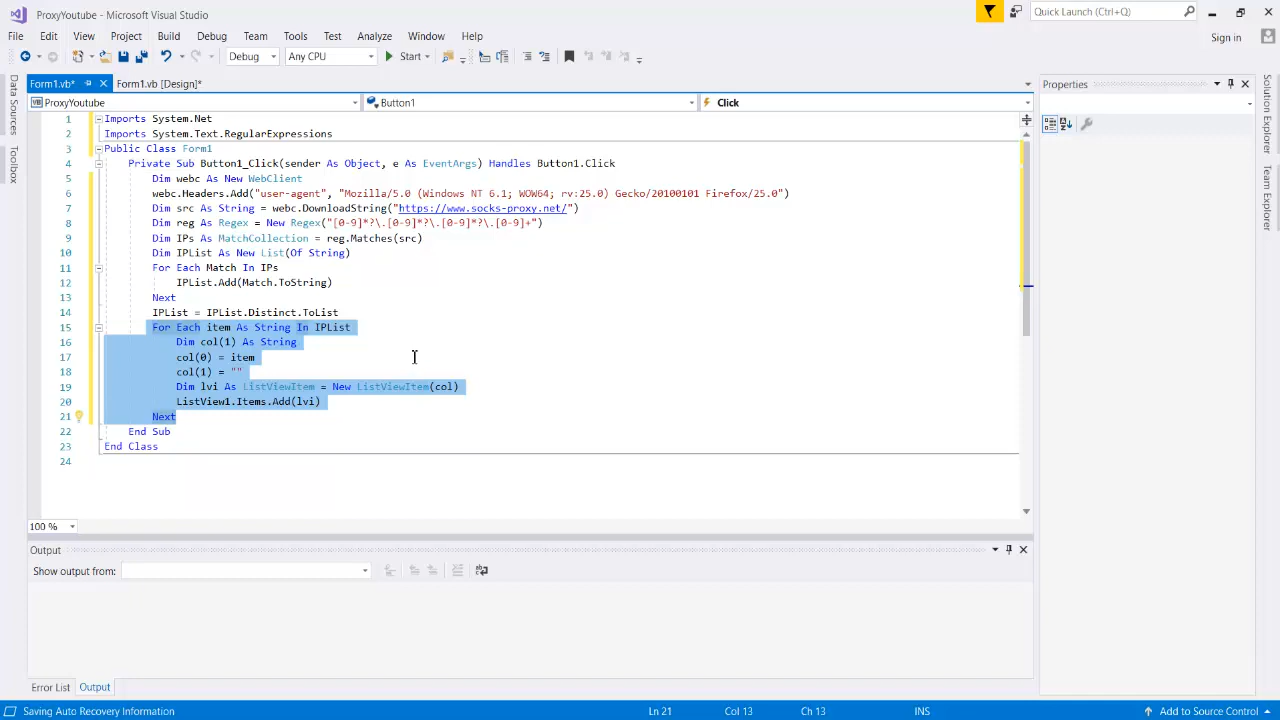 ProxyYoutube - Microsoft Visual Studio
Quick Launch (Ctrl+Q)
File Edit View Project Build Debug Team Tools Test Analyze Window Help
Sign in
Debug Any CPU Start
Form1.vb* Form1.vb [Design]*
Properties
ProxyYoutube Button1 Click
Data Sources
Toolbox
Solution Explorer
Team Explorer
1 Imports System.Net
2 Imports System.Text.RegularExpressions
3 Public Class Form1
4 Private Sub Button1_Click(sender As Object, e As EventArgs) Handles Button1.Click
5 Dim webc As New WebClient
6 webc.Headers.Add("user-agent", "Mozilla/5.0 (Windows NT 6.1; WOW64; rv:25.0) Gecko/20100101 Firefox/25.0")
7 Dim src As String = webc.DownloadString("https://www.socks-proxy.net/")
8 Dim reg As Regex = New Regex("[0-9]*?\.[0-9]*?\.[0-9]*?\.[0-9]+")
9 Dim IPs As MatchCollection = reg.Matches(src)
10 Dim IPList As New List(Of String)
11 For Each Match In IPs
12 IPList.Add(Match.ToString)
13 Next
14 IPList = IPList.Distinct.ToList
15 For Each item As String In IPList
16 Dim col(1) As String
17 col(0) = item
18 col(1) = ""
19 Dim lvi As ListViewItem = New ListViewItem(col)
20 ListView1.Items.Add(lvi)
21 Next
22 End Sub
23 End Class
24
100 %
Output
Show output from:
Error List Output
Saving Auto Recovery Information Ln 21 Col 13 Ch 13 INS Add to Source Control